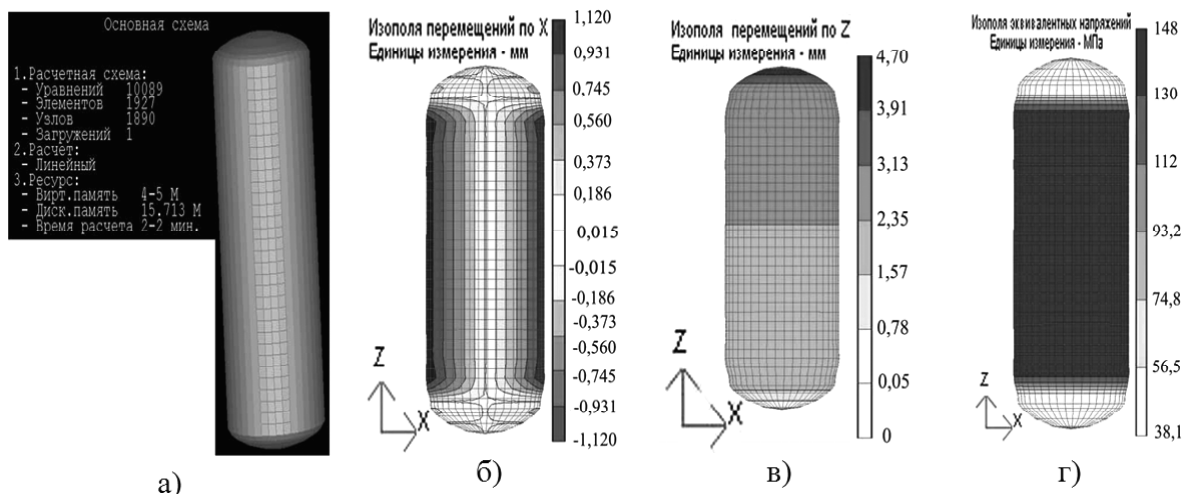 Основная схема
1.Расчетная схема:
- Уравнений 10089
- Элементов 1927
- Узлов 1890
- Загружений 1
2.Расчёт:
- Линейный
3.Ресурс:
- Вирт.память 4-5 М
- Диск.память 15.713 М
- Время расчета 2-2 мин.
а)
Изополя перемещений по X
Единицы измерения - мм
1,120
0,931
0.745
0,560
0,373
0,186
0,015
-0,015
-0,186
-0,373
-0,560
-0,745
-0,931
-1,120
Z
X
б)
Изополя перемещений по Z
Единицы измерения - мм
4,70
3,91
3,13
2,35
1,57
0,78
0,05
0
Z
X
в)
Изополя эквивалентных напряжений
Единицы измерения - МПа
148
130
112
93,2
74,8
56,5
38,1
Z
X
г)